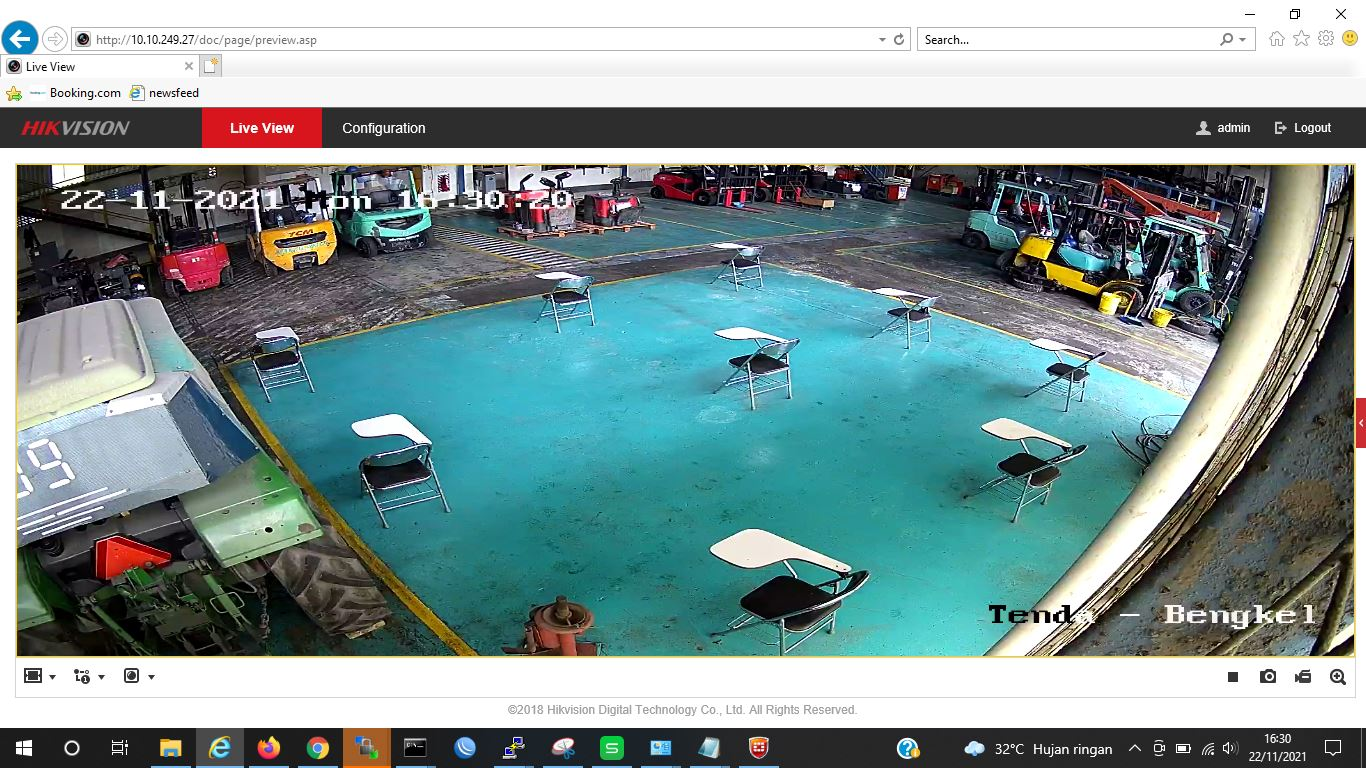 http://10.10.249.27/doc/page/preview.asp
Search...
Live View
Booking.com
newsfeed
HIKVISION
Live View
Configuration
admin
Logout
22-11-2021 Mon 16:30:20
TCM
09
Tenda - Bengkel
©2018 Hikvision Digital Technology Co., Ltd. All Rights Reserved.
32°C Hujan ringan
16:30
22/11/2021